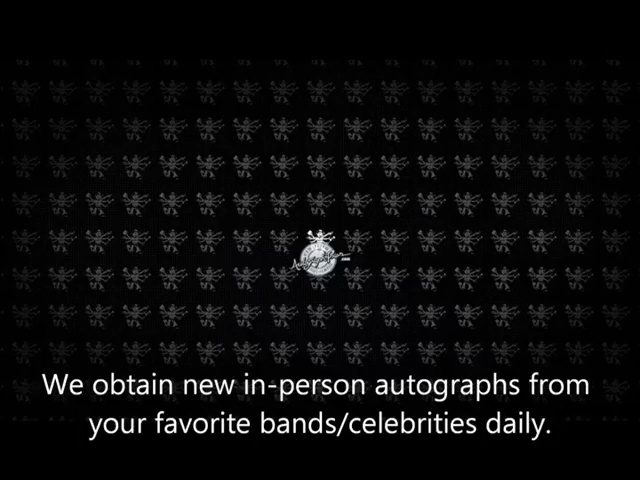 We obtain new in-person autographs from
your favorite bands/celebrities daily.